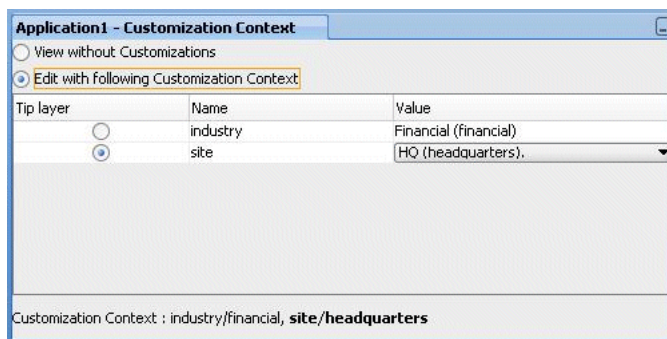 Application1 - Customization Context
View without Customizations
Edit with following Customization Context
Tip layer Name Value
industry Financial (financial)
site HQ (headquarters).
Customization Context : industry/financial, site/headquarters